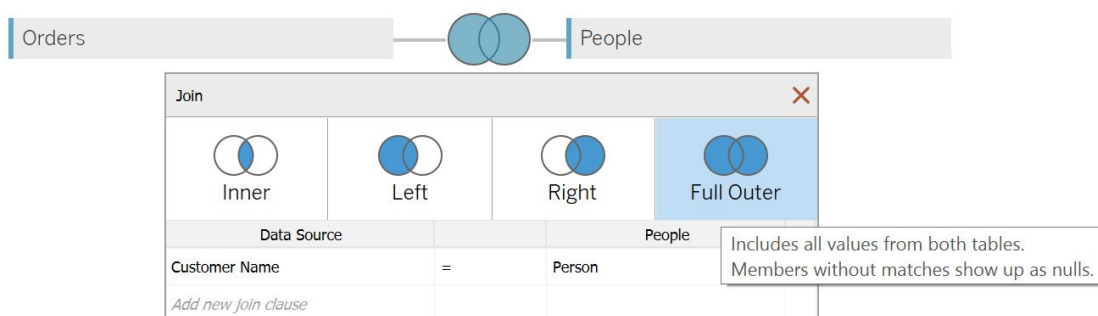 Orders
People
Join
Inner
Left
Right
Full Outer
Data Source
People
Includes all values from both tables.
Members without matches show up as nulls.
Customer Name
=
Person
Add new join clause